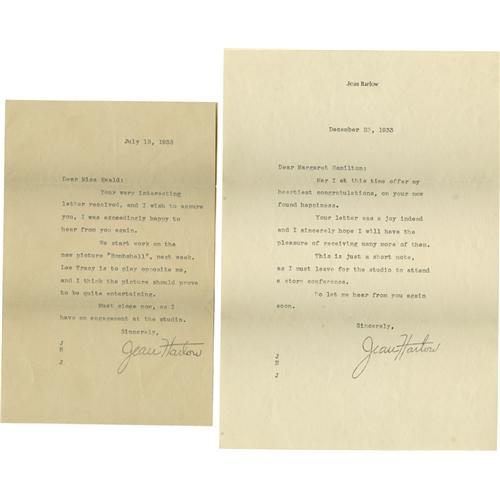 July 18, 1933
Dear Miss Ewald:
Your very interesting
letter received, and I wish to assure
you, I was exceedingly happy to
hear from you again.
We start work on the
new picture "Bombshell", next week.
Lee Tracy is to play opposite me,
and I think the picture should prove
to be quite entertaining.
Must close now, as I
have an engagement at the studio.
Sincerely,
Jean Harlow
J
H
J
Jean Harlow
December 1933
Dear Margaret Hamilton:
May I at this time offer my
heartiest congratulations, on your new
found happiness.
Your letter was a joy indeed
and I sincerely hope I will have the
pleasure of receiving many more of them.
This is just a short note,
as I must leave for the studio to attend
a story conference.
Do let me hear from you again
soon.
Sincerely,
Jean Harlow
J
H
J